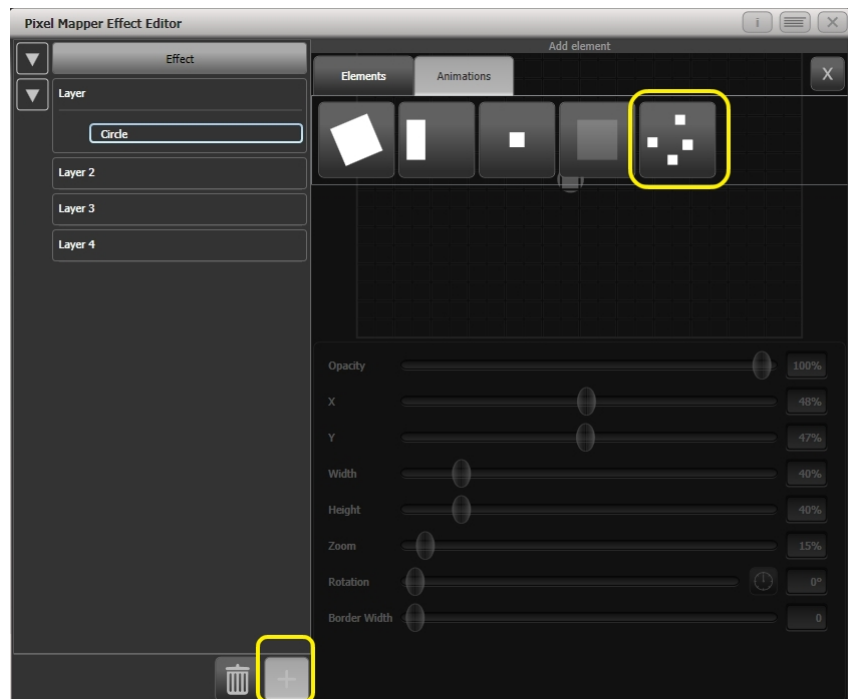 Pixel Mapper Effect Editor
i
X
Effect
Add element
Layer
Elements
Animations
X
Circle
Layer 2
Layer 3
Layer 4
Opacity
100%
X
48%
Y
47%
Width
40%
Height
40%
Zoom
15%
Rotation
0°
Border Width
0
+